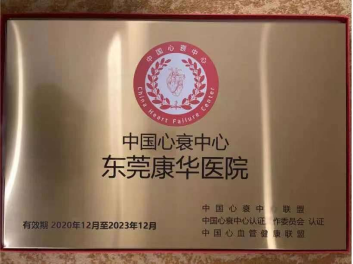 中国心衰中心
China Heart Failure Center
中国心衰中心
东莞康华医院
中国心衰中心联盟
中国心衰中心认证工作委员会 认证
中国心血管健康联盟
有效期 2020年12月至2023年12月